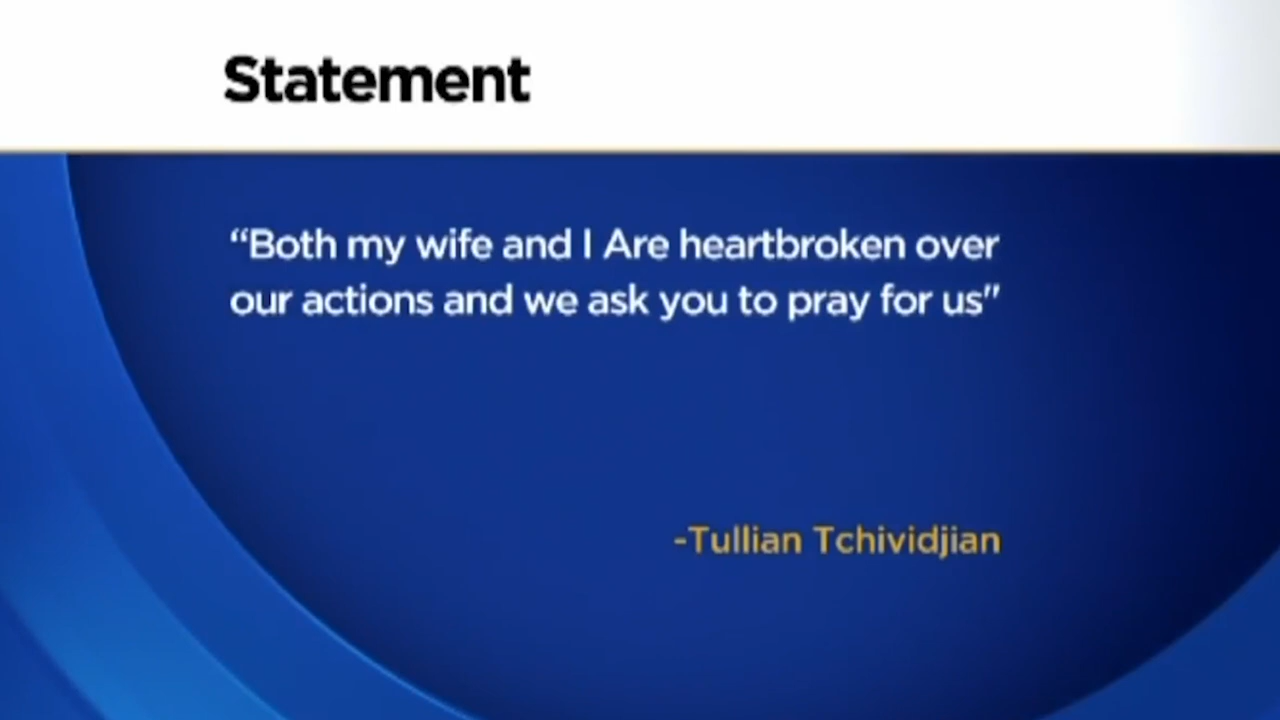 Statement
“Both my wife and I Are heartbroken over
our actions and we ask you to pray for us”
-Tullian Tchividjian